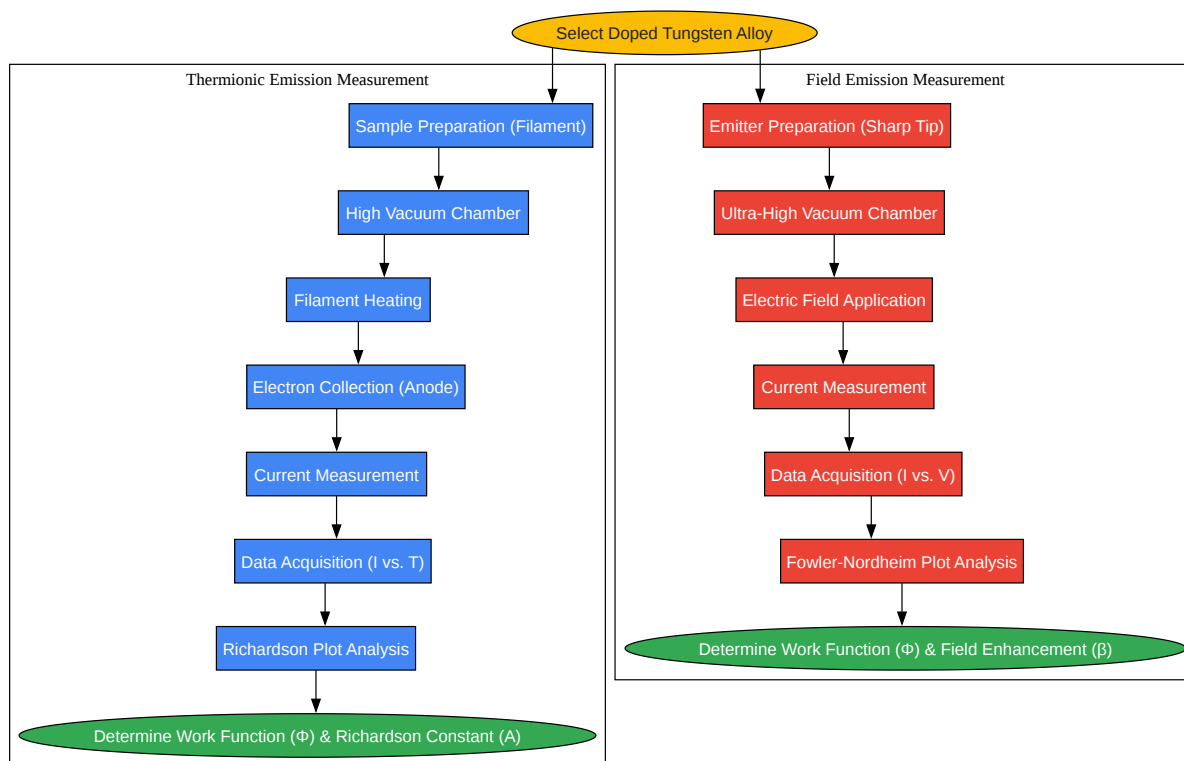 Select Doped Tungsten Alloy
Thermionic Emission Measurement
Sample Preparation (Filament)
High Vacuum Chamber
Filament Heating
Electron Collection (Anode)
Current Measurement
Data Acquisition (I vs. T)
Richardson Plot Analysis
Determine Work Function (Φ) & Richardson Constant (A)
Field Emission Measurement
Emitter Preparation (Sharp Tip)
Ultra-High Vacuum Chamber
Electric Field Application
Current Measurement
Data Acquisition (I vs. V)
Fowler-Nordheim Plot Analysis
Determine Work Function (Φ) & Field Enhancement (β)